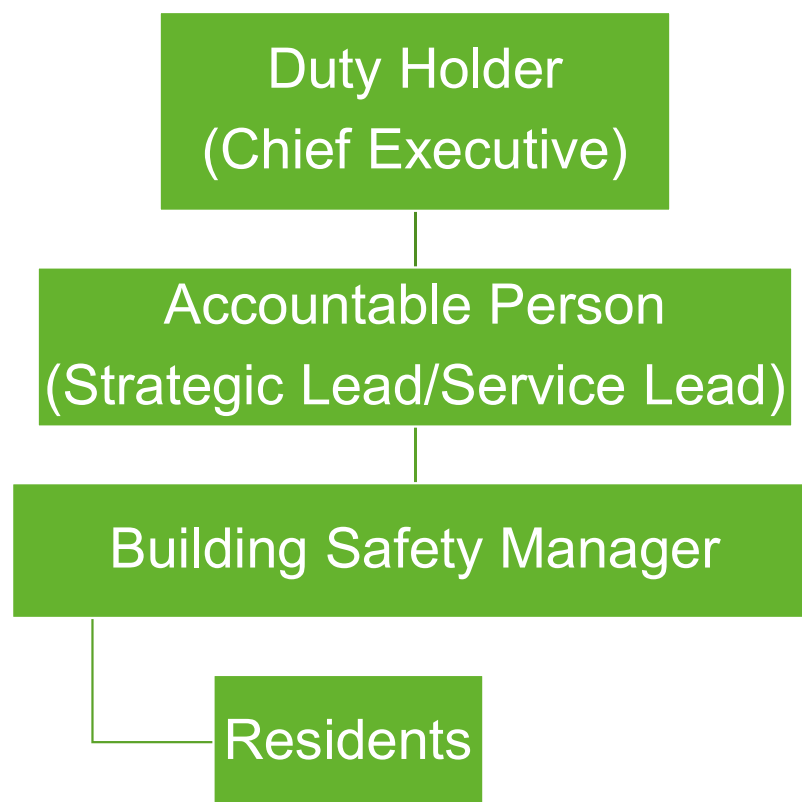 Duty Holder
(Chief Executive)
Accountable Person
(Strategic Lead/Service Lead)
Building Safety Manager
Residents